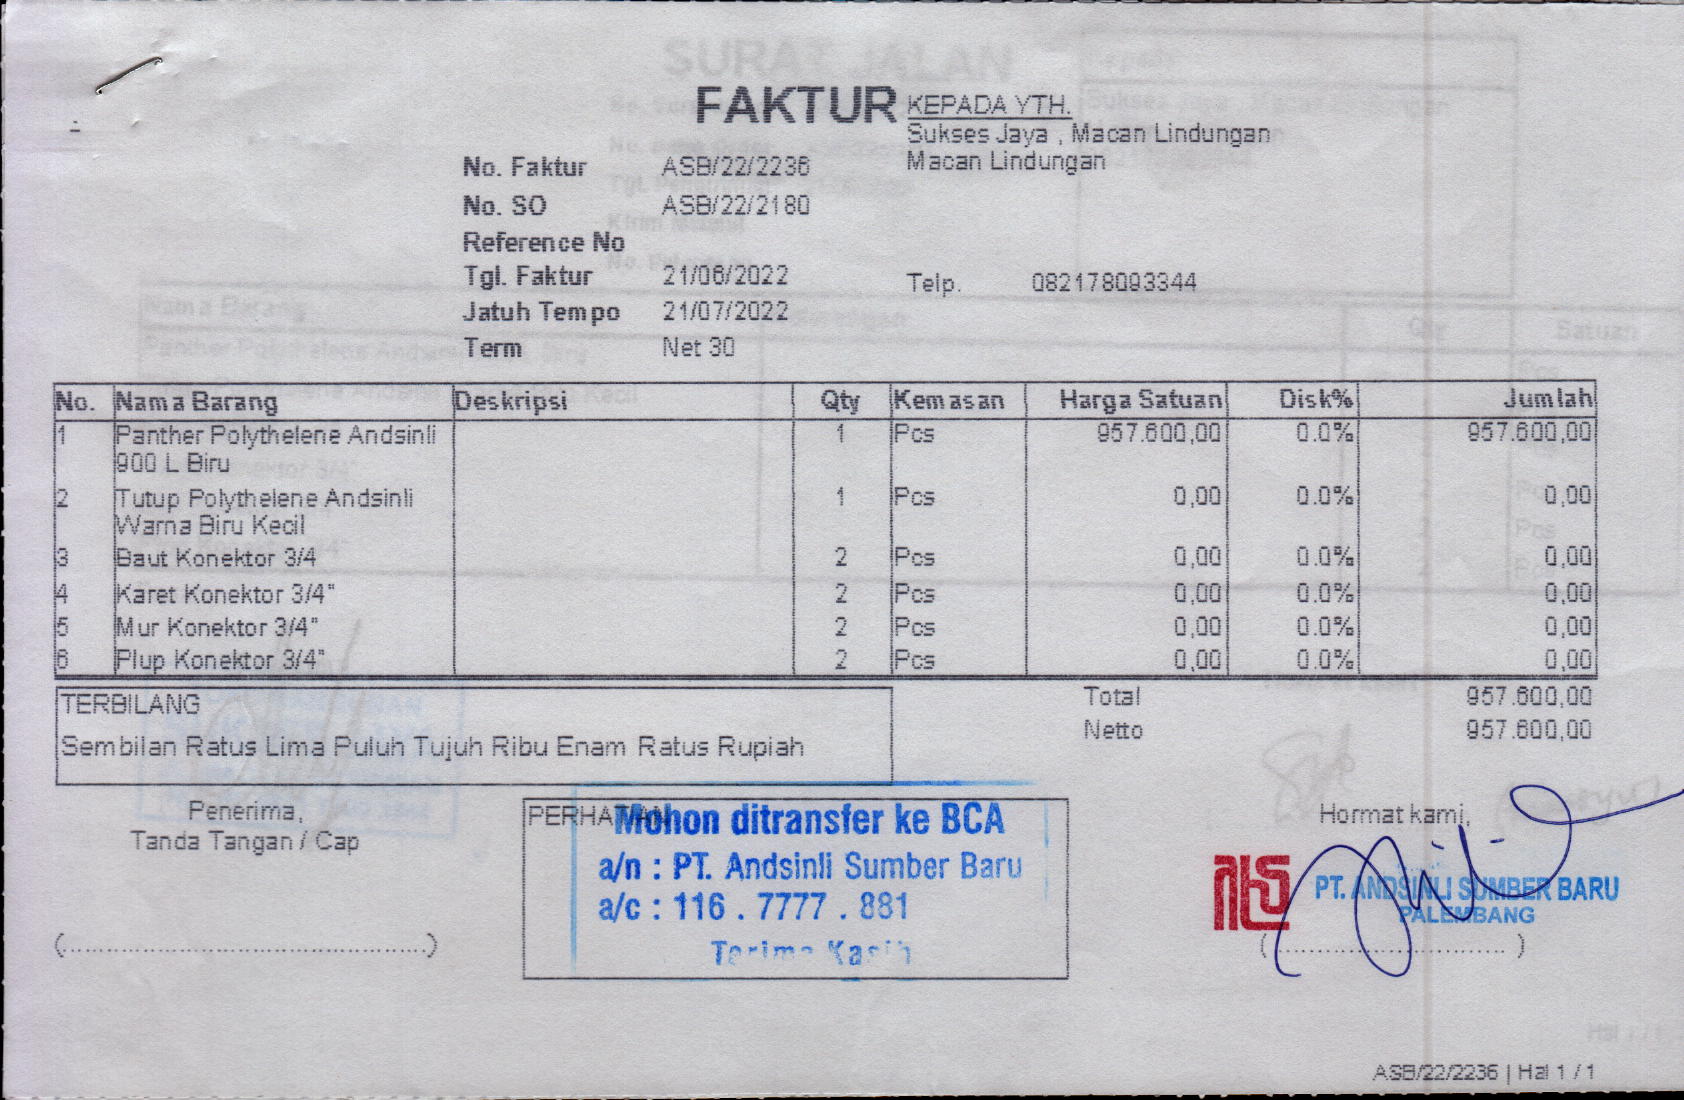 FAKTUR
KEPADA YTH.
Sukses Jaya , Macan Lindungan
Macan Lindungan
No. Faktur ASB/22/2236
No. SO ASB/22/2180
Reference No
Tgl. Faktur 21/06/2022
Telp. 082178093344
Jatuh Tempo 21/07/2022
Term Net 30
No. Nama Barang Deskripsi Qty Kemasan Harga Satuan Disk% Jumlah
1 Panther Polythelene Andsinli 1 Pcs 957.600,00 0.0% 957.600,00
900 L Biru
2 Tutup Polythelene Andsinli 1 Pcs 0,00 0.0% 0,00
Warna Biru Kecil
3 Baut Konektor 3/4 2 Pcs 0,00 0.0% 0,00
4 Karet Konektor 3/4" 2 Pcs 0,00 0.0% 0,00
5 Mur Konektor 3/4" 2 Pcs 0,00 0.0% 0,00
6 Plup Konektor 3/4" 2 Pcs 0,00 0.0% 0,00
TERBILANG
Sembilan Ratus Lima Puluh Tujuh Ribu Enam Ratus Rupiah
Total 957.600,00
Netto 957.600,00
Penerima,
Tanda Tangan / Cap
PERHATIAN
Mohon ditransfer ke BCA
a/n : PT. Andsinli Sumber Baru
a/c : 116 . 7777 . 881
Terima Kasih
Hormat kami,
PT. ANDSINLI SUMBER BARU
PALEMBANG
ASB/22/2236 | Hal 1 / 1